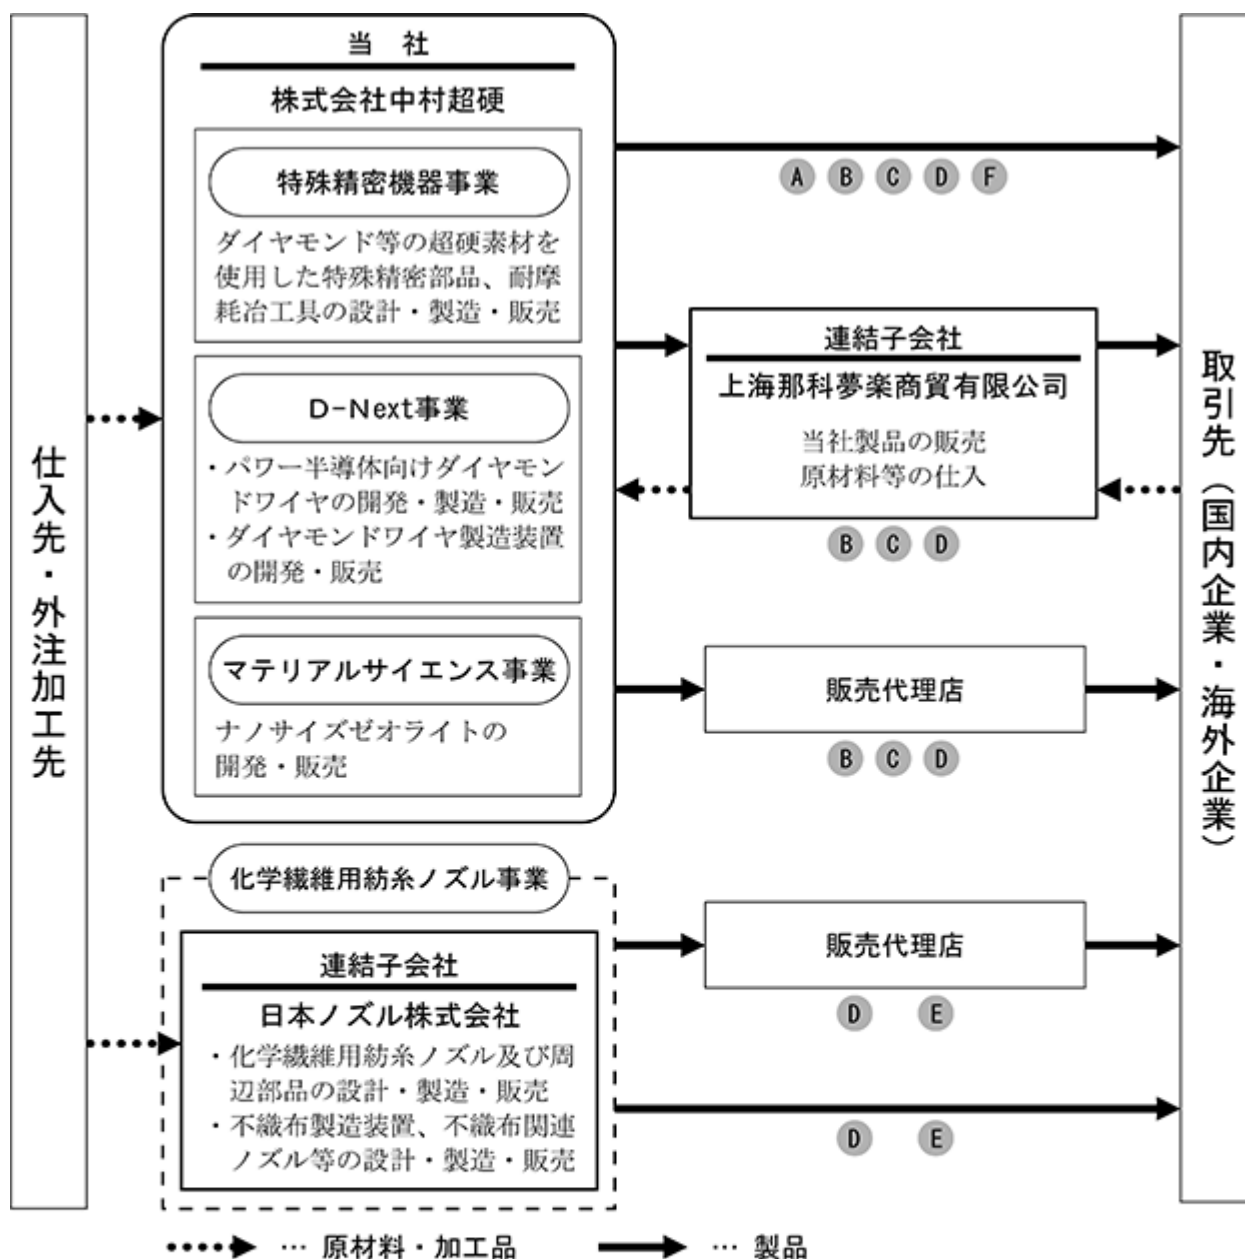 仕入先・外注加工先
当 社
株式会社中村超硬
特殊精密機器事業
ダイヤモンド等の超硬素材を
使用した特殊精密部品、耐摩
耗冶工具の設計・製造・販売
D-Next事業
・パワー半導体向けダイヤモン
ドワイヤの開発・製造・販売
・ダイヤモンドワイヤ製造装置
の開発・販売
マテリアルサイエンス事業
ナノサイズゼオライトの
開発・販売
化学繊維用紡糸ノズル事業
連結子会社
日本ノズル株式会社
・化学繊維用紡糸ノズル及び周
辺部品の設計・製造・販売
・不織布製造装置、不織布関連
ノズル等の設計・製造・販売
A B C D F
連結子会社
上海那科夢楽商貿有限公司
当社製品の販売
原材料等の仕入
B C D
販売代理店
B C D
販売代理店
D E
D E
取引先（国内企業・海外企業）
… 原材料・加工品
… 製品